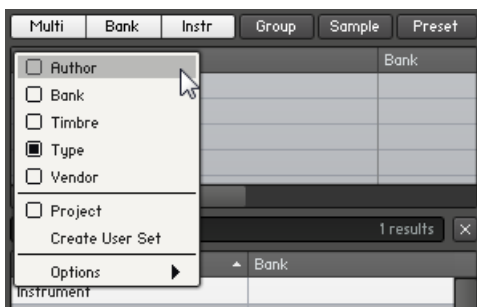 Multi Bank Instr Group Sample Preset
Bank
Author
Bank
Timbre
Type
Vendor
Project
1 results
Create User Set
Bank
Options
Instrument